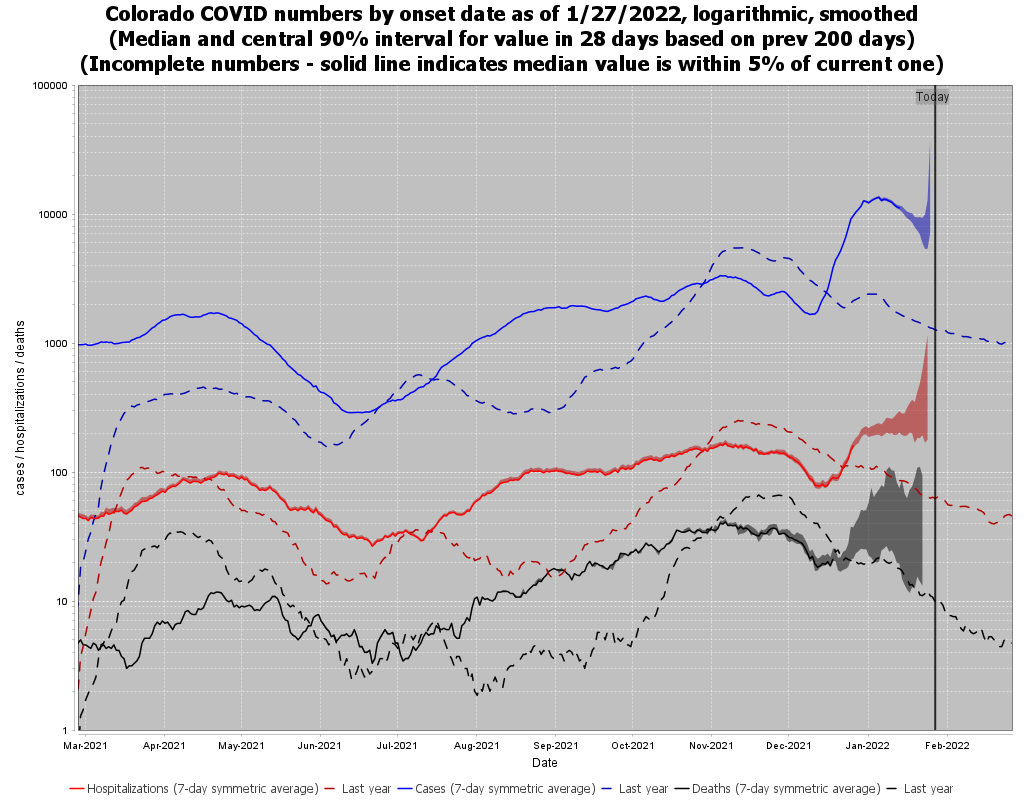 Colorado COVID numbers by onset date as of 1/27/2022, logarithmic, smoothed
(Median and central 90% interval for value in 28 days based on prev 200 days)
(Incomplete numbers - solid line indicates median value is within 5% of current one)
Today
100000
10000
1000
100
10
1
cases / hospitalizations / deaths
Mar-2021 Apr-2021 May-2021 Jun-2021 Jul-2021 Aug-2021 Sep-2021 Oct-2021 Nov-2021 Dec-2021 Jan-2022 Feb-2022
Date
Hospitalizations (7-day symmetric average) Last year Cases (7-day symmetric average) Last year Deaths (7-day symmetric average) Last year